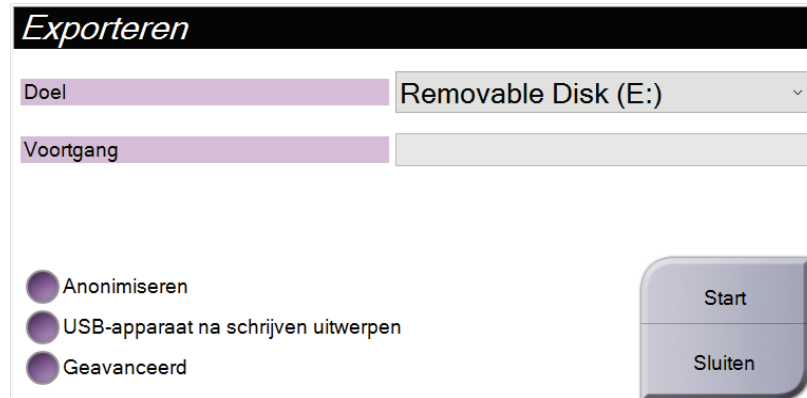 Exporteren
Doel
Removable Disk (E:)
Voortgang
Anonimiseren
USB-apparaat na schrijven uitwerpen
Geavanceerd
Start
Sluiten